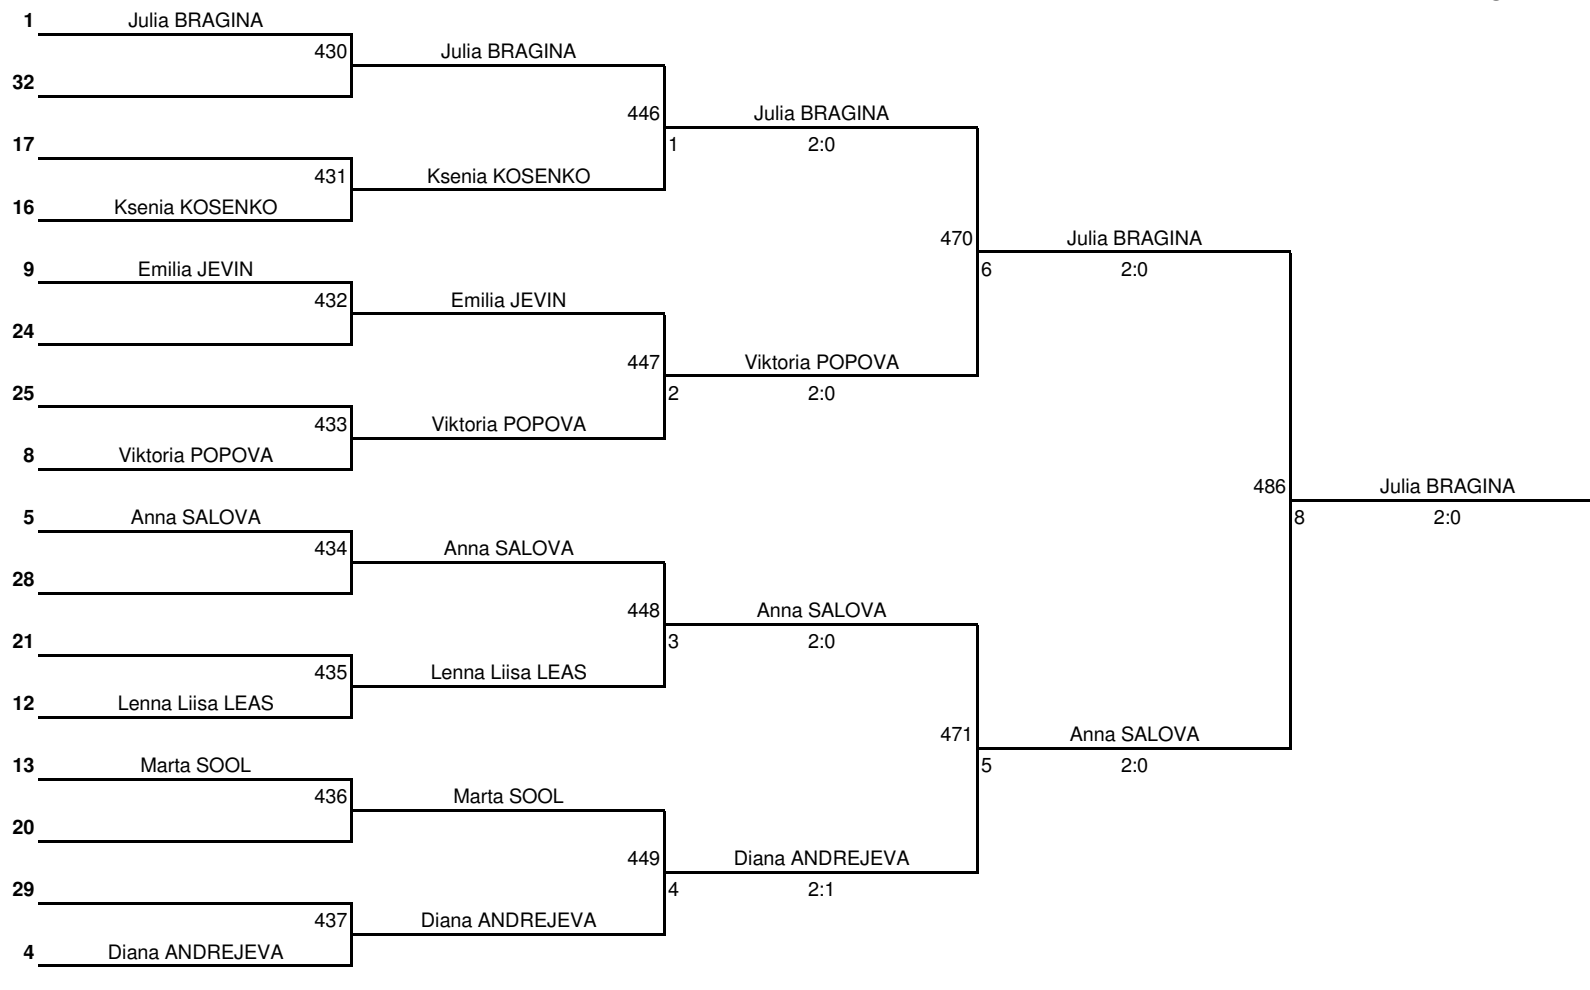 1 Julia BRAGINA
430 Julia BRAGINA
32
446 Julia BRAGINA
17 1 2:0
431 Ksenia KOSENKO
16 Ksenia KOSENKO
470 Julia BRAGINA
9 Emilia JEVIN 6 2:0
432 Emilia JEVIN
24
447 Viktoria POPOVA
25 2 2:0
433 Viktoria POPOVA
8 Viktoria POPOVA
486 Julia BRAGINA
5 Anna SALOVA 8 2:0
434 Anna SALOVA
28
448 Anna SALOVA
21 3 2:0
435 Lenna Liisa LEAS
12 Lenna Liisa LEAS
471 Anna SALOVA
13 Marta SOOL 5 2:0
436 Marta SOOL
20
449 Diana ANDREJEVA
29 4 2:1
437 Diana ANDREJEVA
4 Diana ANDREJEVA